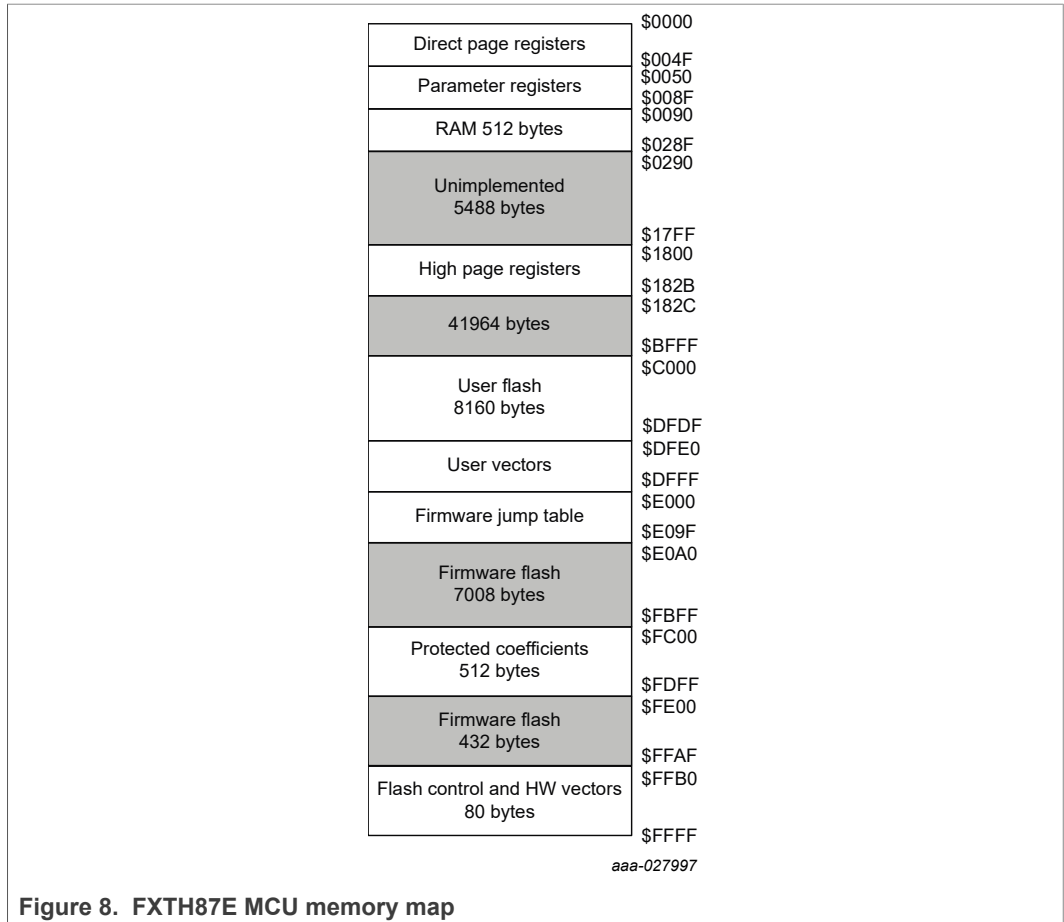 $0000
Direct page registers
$004F
$0050
Parameter registers
$008F
$0090
RAM 512 bytes
$028F
$0290
Unimplemented
5488 bytes
$17FF
$1800
High page registers
$182B
$182C
41964 bytes
$BFFF
$C000
User flash
8160 bytes
$DFDF
$DFE0
User vectors
$DFFF
$E000
Firmware jump table
$E09F
$E0A0
Firmware flash
7008 bytes
$FBFF
$FC00
Protected coefficients
512 bytes
$FDFF
$FE00
Firmware flash
432 bytes
$FFAF
$FFB0
Flash control and HW vectors
80 bytes
$FFFF
aaa-027997
Figure 8. FXTH87E MCU memory map